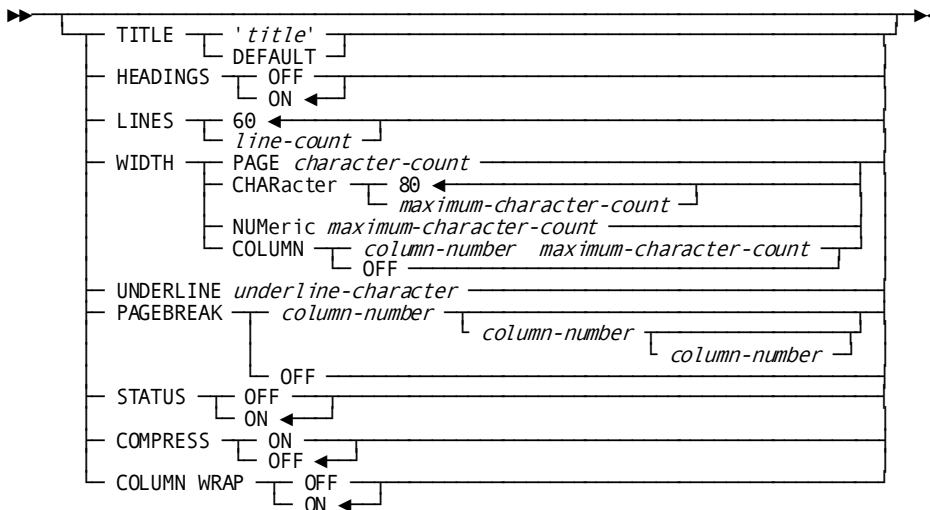 TITLE 'title'
DEFAULT
HEADINGS OFF
ON
LINES 60
line-count
WIDTH PAGE character-count
CHARacter 80
maximum-character-count
NUMeric maximum-character-count
COLUMN column-number maximum-character-count
OFF
UNDERLINE underline-character
PAGEBREAK column-number
column-number
column-number
OFF
STATUS OFF
ON
COMPRESS ON
OFF
COLUMN WRAP OFF
ON